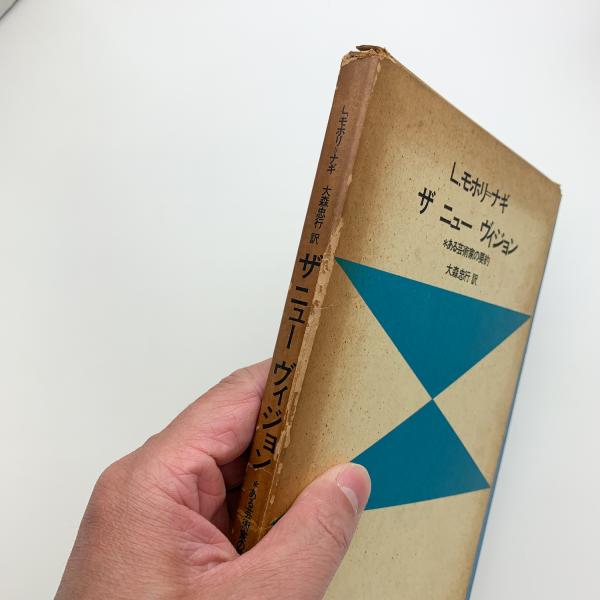 L.モホリ=ナギ
ザ ニュー ヴィジョン
*ある芸術家の要約
大森忠行 訳
L.モホリ=ナギ 大森忠行 訳 ザ ニュー ヴィジョン *ある芸術家の